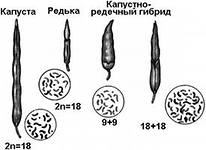 Капуста
Редька
Капустно-
редечный гибрид
2n=18
2n=18
9+9
18+18